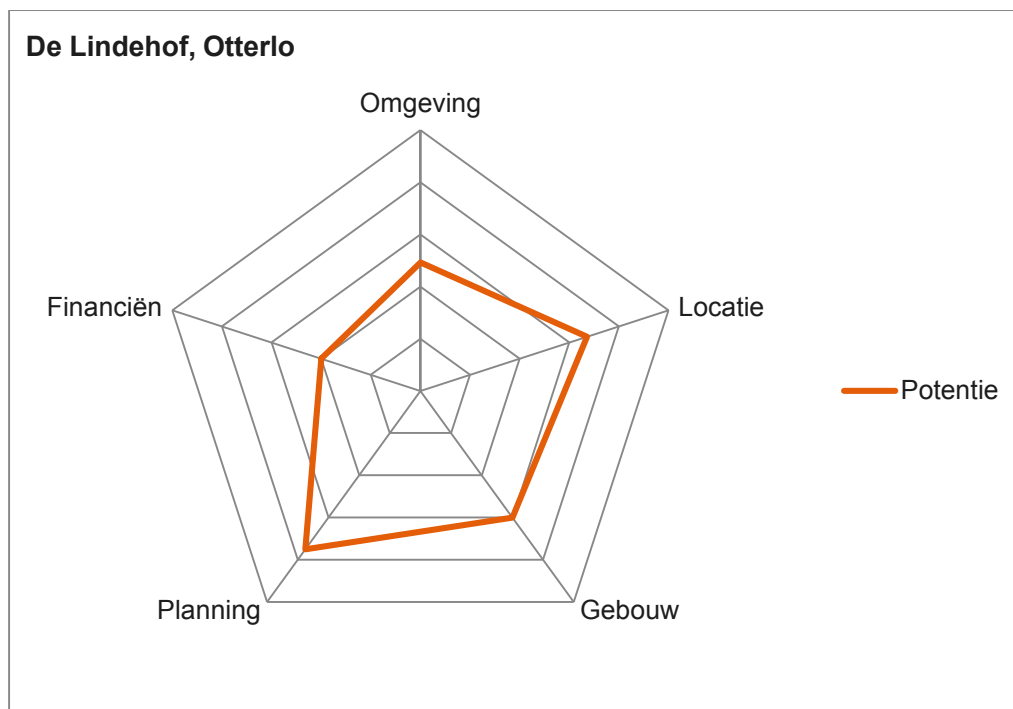 De Lindehof, Otterlo
Omgeving
Financiën
Locatie
Potentie
Planning
Gebouw